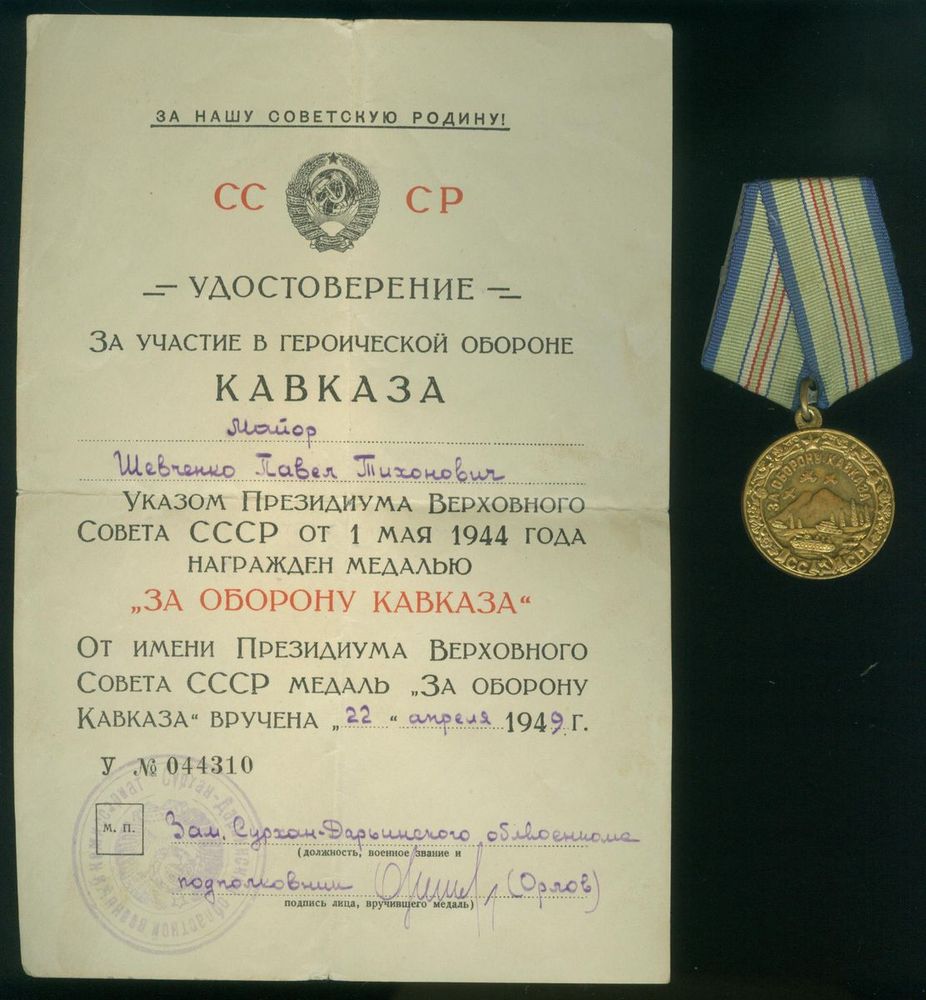 ЗА НАШУ СОВЕТСКУЮ РОДИНУ!
СС СР
УДОСТОВЕРЕНИЕ
ЗА УЧАСТИЕ В ГЕРОИЧЕСКОЙ ОБОРОНЕ
КАВКАЗА
Майор
Шевченко Павел Тихонович
УКАЗОМ ПРЕЗИДИУМА ВЕРХОВНОГО
СОВЕТА СССР ОТ 1 МАЯ 1944 ГОДА
НАГРАЖДЕН МЕДАЛЬЮ
„ЗА ОБОРОНУ КАВКАЗА“
ОТ ИМЕНИ ПРЕЗИДИУМА ВЕРХОВНОГО
СОВЕТА СССР МЕДАЛЬ „ЗА ОБОРОНУ
КАВКАЗА“ ВРУЧЕНА „22“ апреля 1949 г.
У № 044310
М. П.
Зам. Сурхан-Дарьинского облвоенкома
(должность, военное звание и
подполковник (Орлов)
подпись лица, вручившего медаль)
ЗА ОБОРОНУ КАВКАЗА
СССР